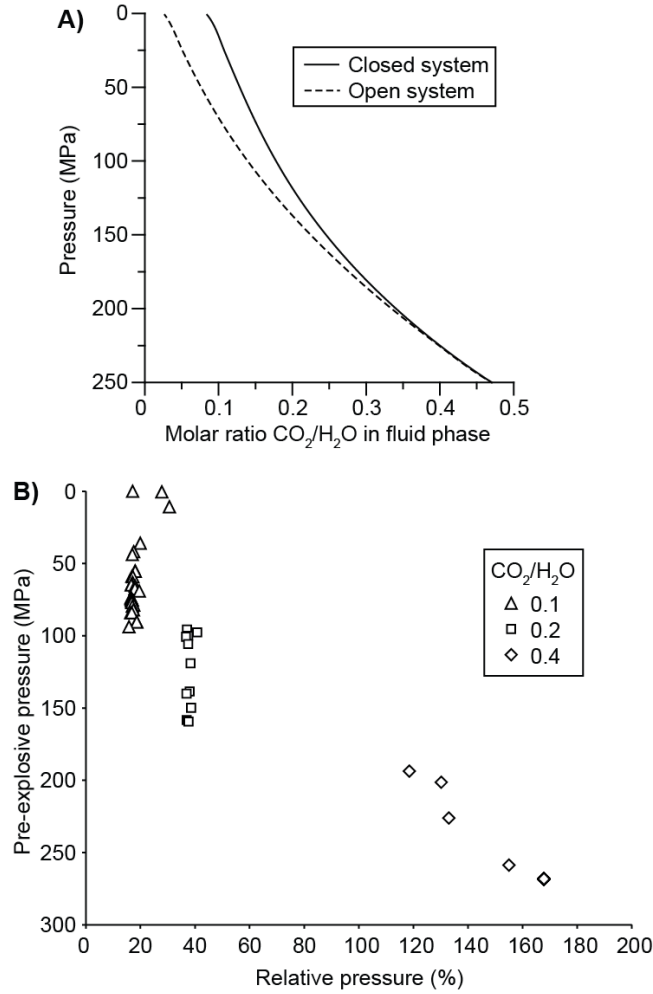 A)
Closed system
Open system
Pressure (MPa)
0
50
100
150
200
250
0 0.1 0.2 0.3 0.4 0.5
Molar ratio CO₂/H₂O in fluid phase
B)
CO₂/H₂O
0.1
0.2
0.4
Pre-explosive pressure (MPa)
0
50
100
150
200
250
300
0 20 40 60 80 100 120 140 160 180 200
Relative pressure (%)